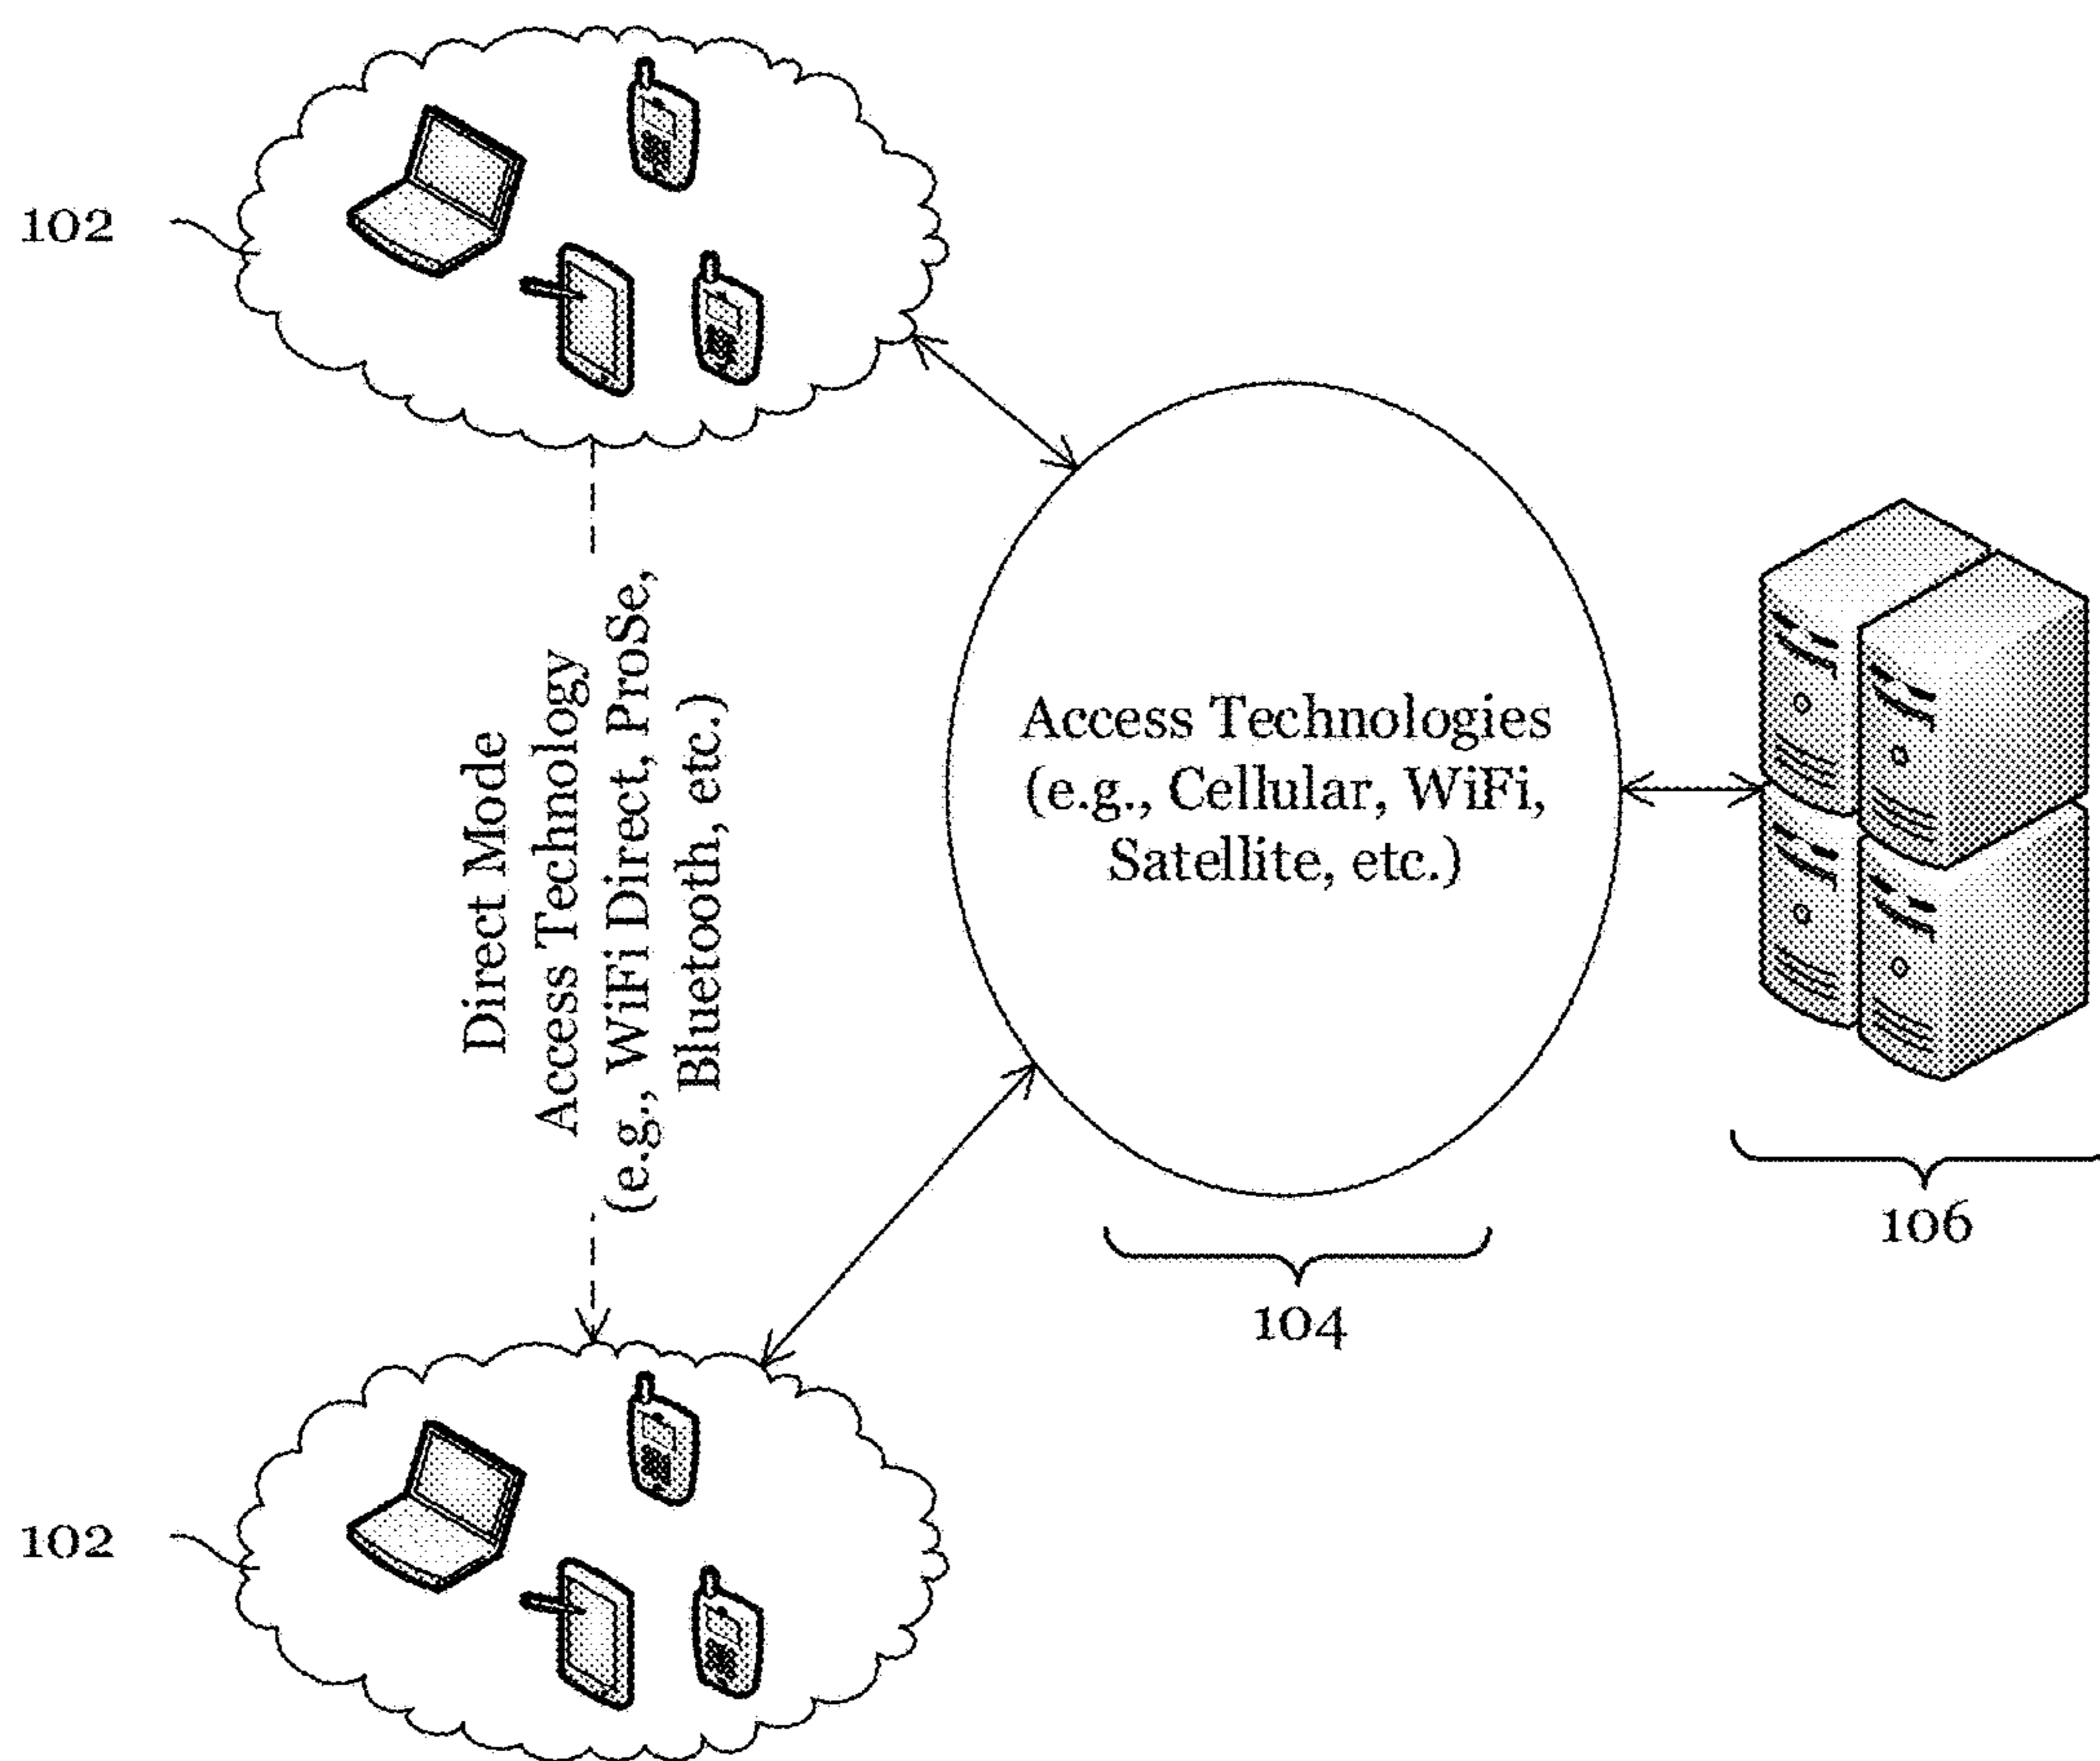 102
Direct Mode
Access Technology
(e.g., WiFi Direct, ProSe,
Bluetooth, etc.)
Access Technologies
(e.g., Cellular, WiFi,
Satellite, etc.)
106
104
102